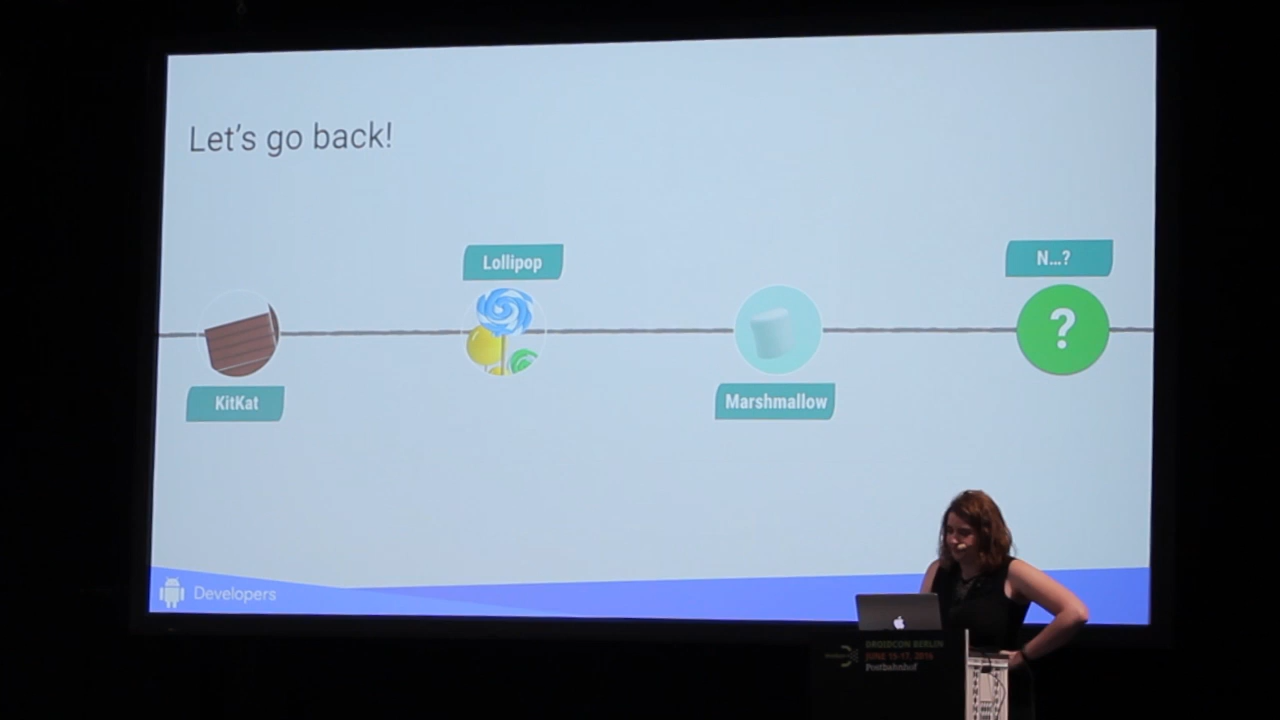 Let's go back!
Lollipop
N...?
?
KitKat
Marshmallow
Developers
DROIDCON BERLIN
JUNE 15-17, 2016
Postbahnhof